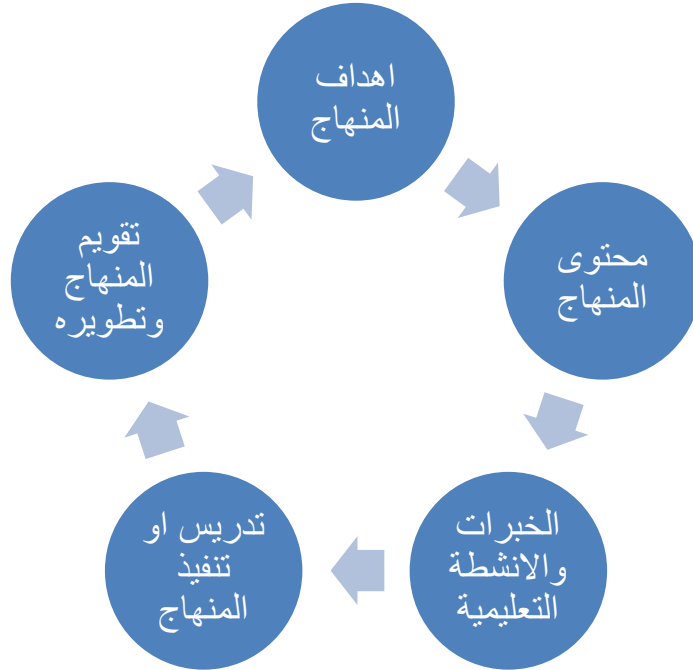 اهداف
المنهاج
محتوى
المنهاج
الخبرات
والانشطة
التعليمية
تدريس او
تنفيذ
المنهاج
تقويم
المنهاج
وتطويره